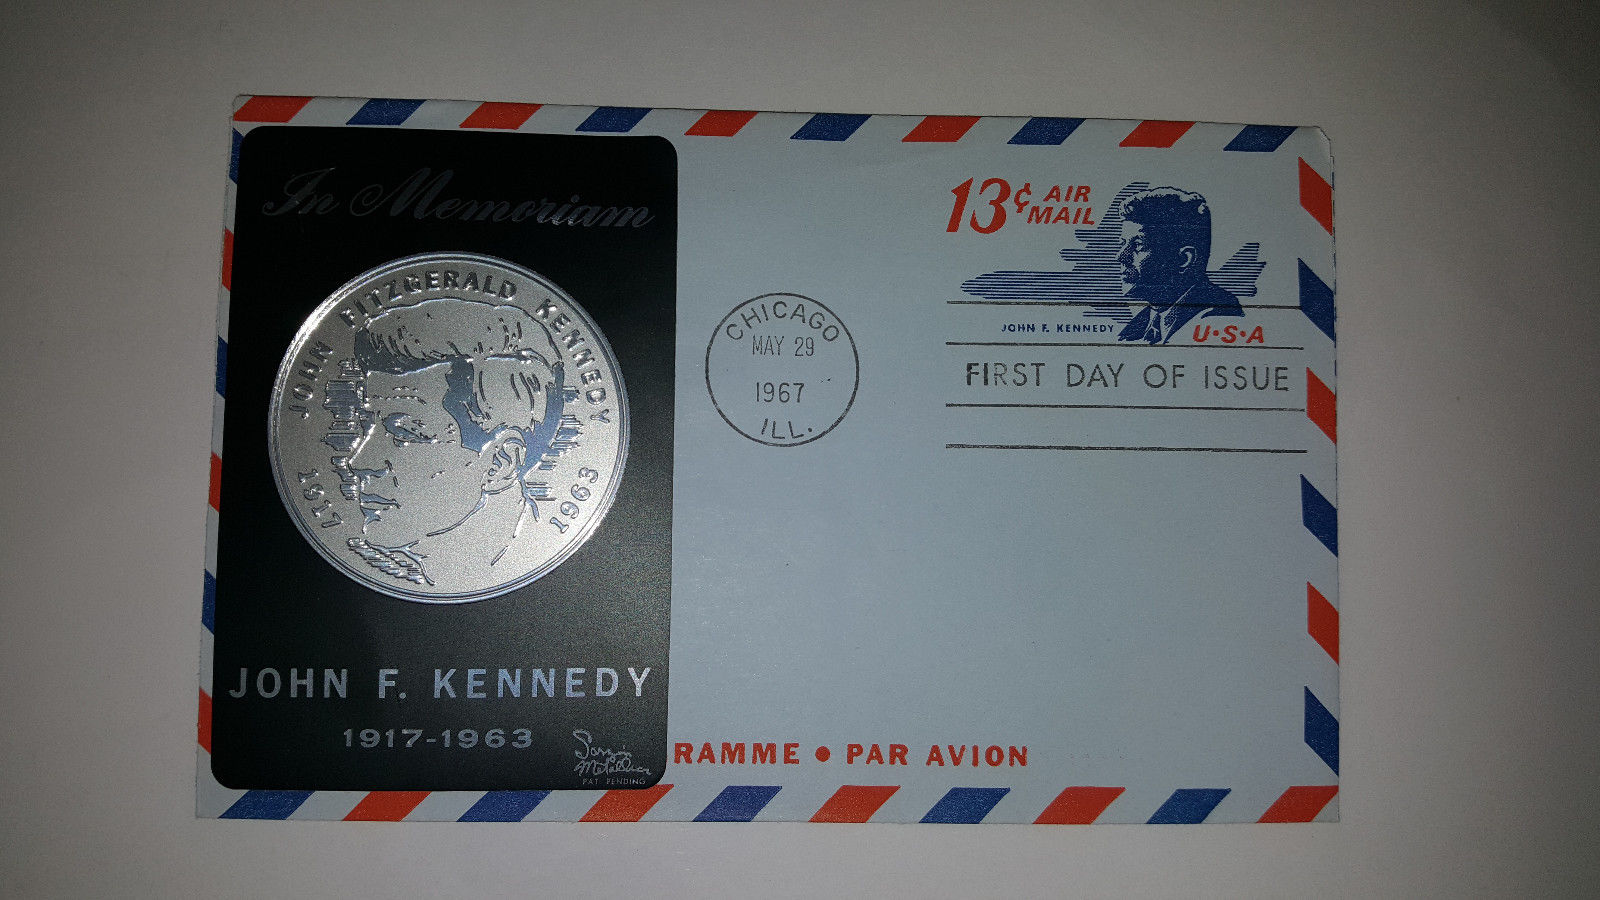 In Memoriam
JOHN FITZGERALD KENNEDY
1917 1963
JOHN F. KENNEDY
1917-1963
PAT. PENDING
CHICAGO
MAY 29
1967
ILL.
13¢ AIR MAIL
JOHN F. KENNEDY
U·S·A
FIRST DAY OF ISSUE
RAMME • PAR AVION